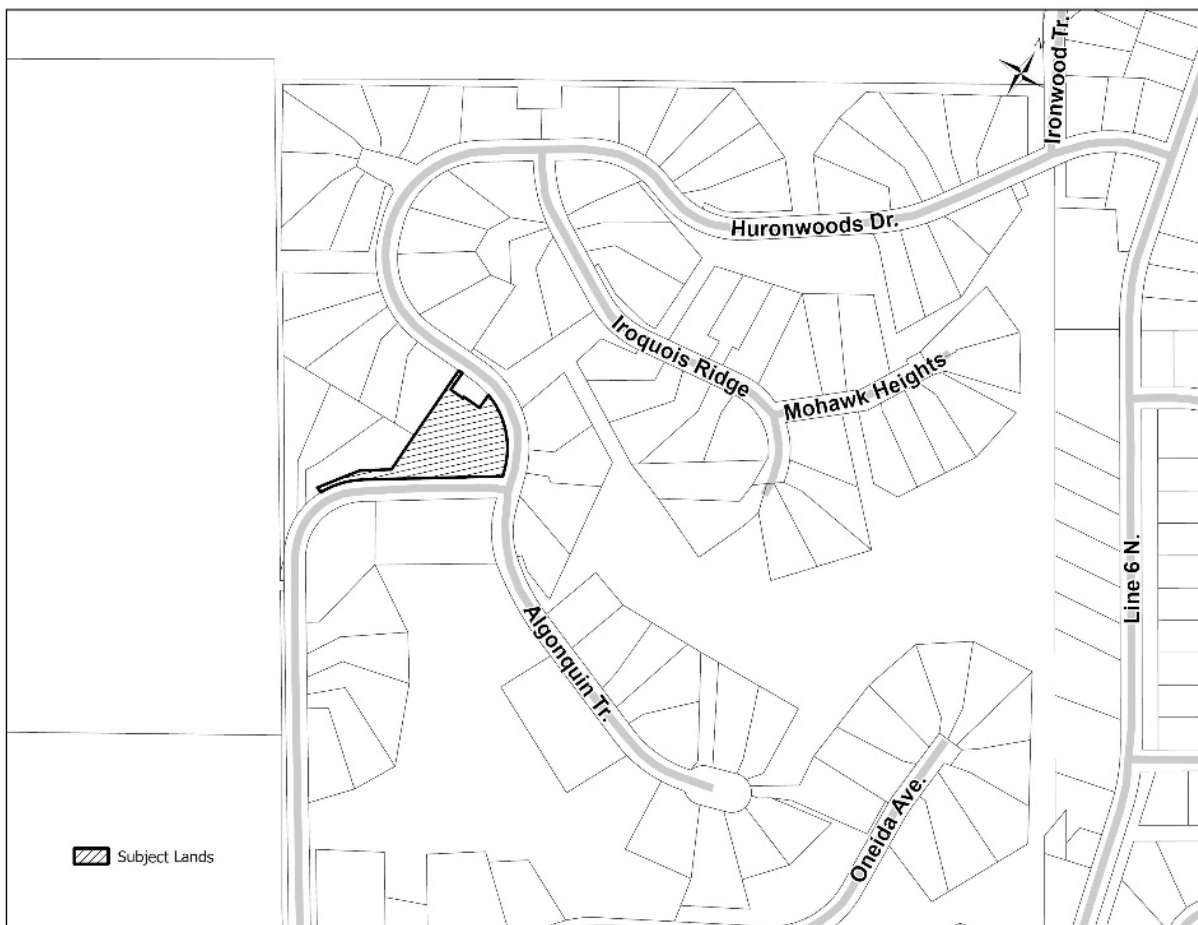 N
Ironwood Tr.
Huronwoods Dr.
Iroquois Ridge
Mohawk Heights
Line 6 N.
Algonquin Tr.
Oneida Ave.
Subject Lands